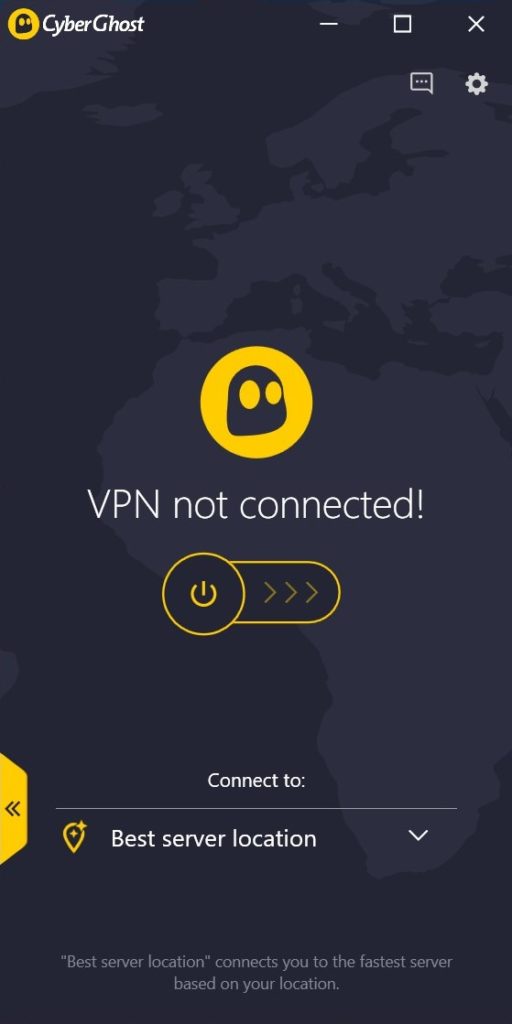 CyberGhost
VPN not connected!
Connect to:
Best server location
"Best server location" connects you to the fastest server
based on your location.